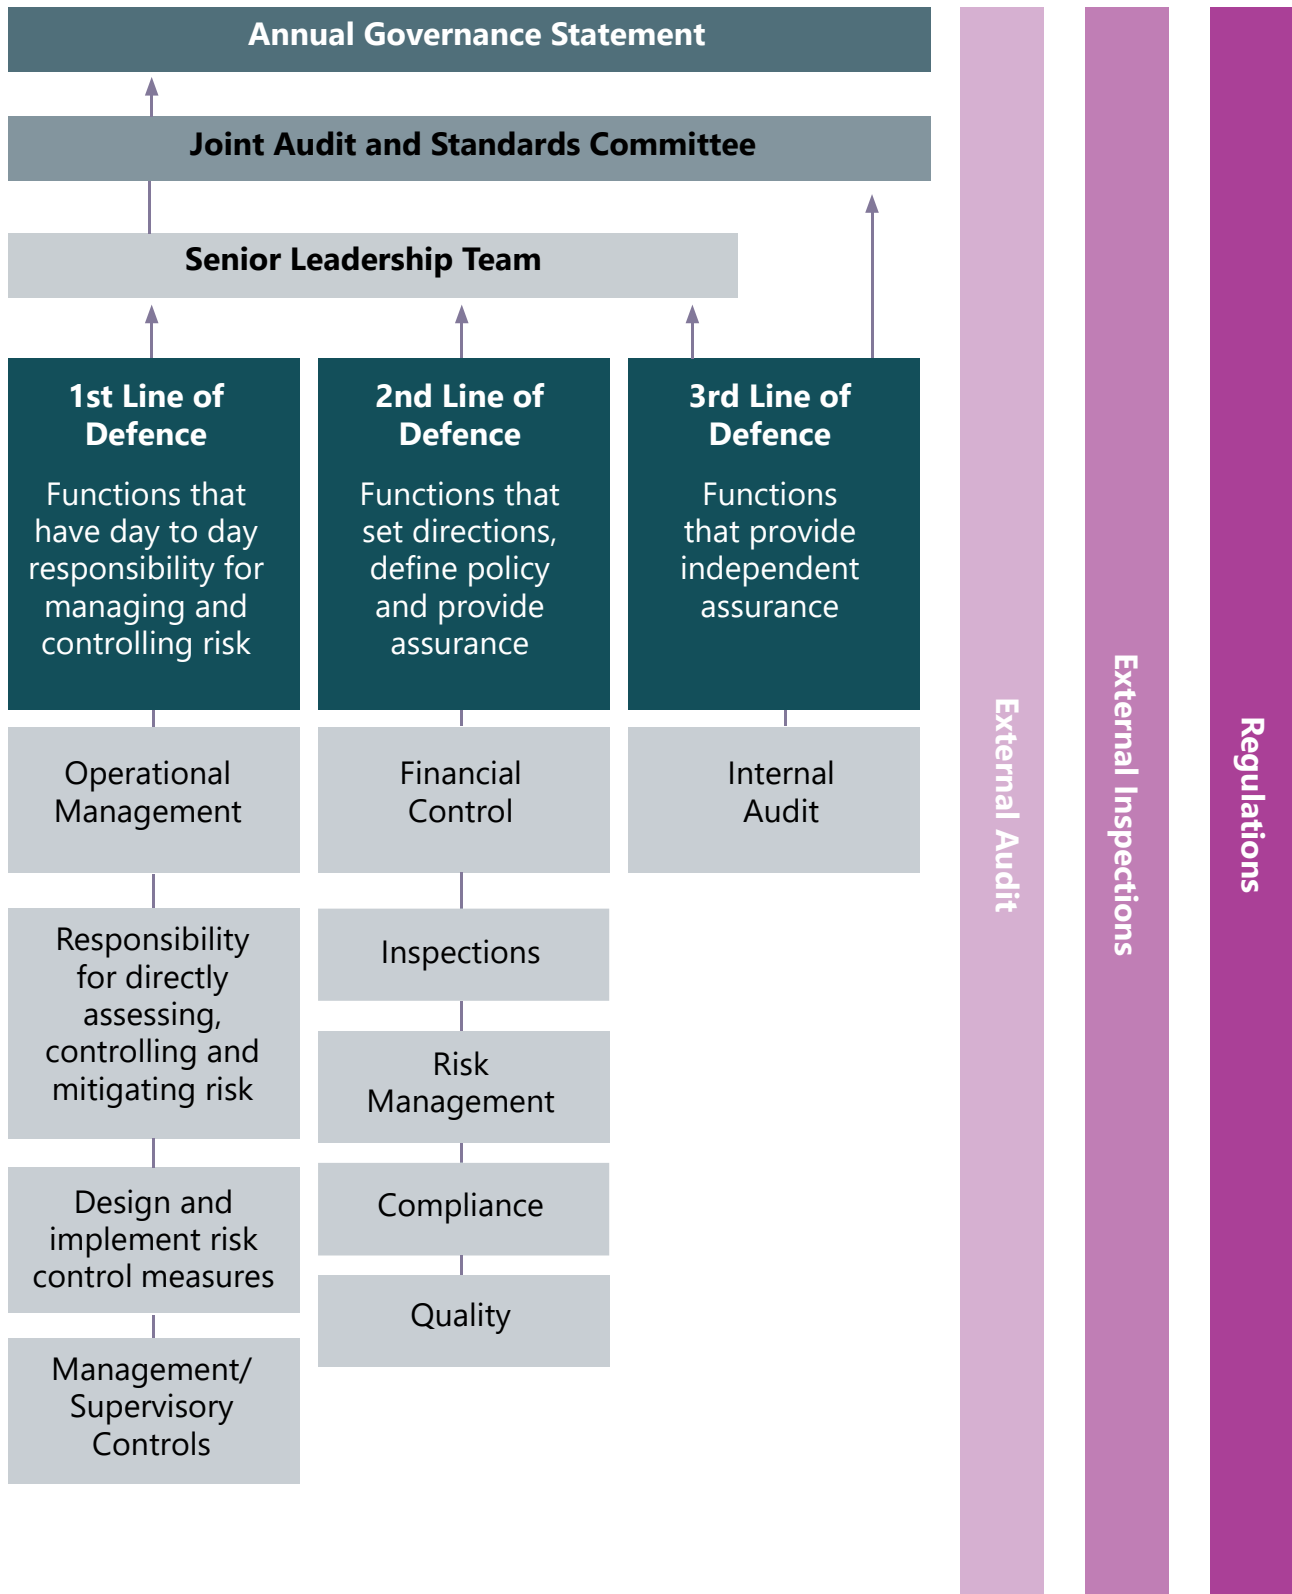 Annual Governance Statement
Joint Audit and Standards Committee
Senior Leadership Team
1st Line of
Defence
Functions that
have day to day
responsibility for
managing and
controlling risk
Operational
Management
Responsibility
for directly
assessing,
controlling and
mitigating risk
Design and
implement risk
control measures
Management/
Supervisory
Controls
2nd Line of
Defence
Functions that
set directions,
define policy
and provide
assurance
Financial
Control
Inspections
Risk
Management
Compliance
Quality
3rd Line of
Defence
Functions
that provide
independent
assurance
Internal
Audit
External Audit
External Inspections
Regulations